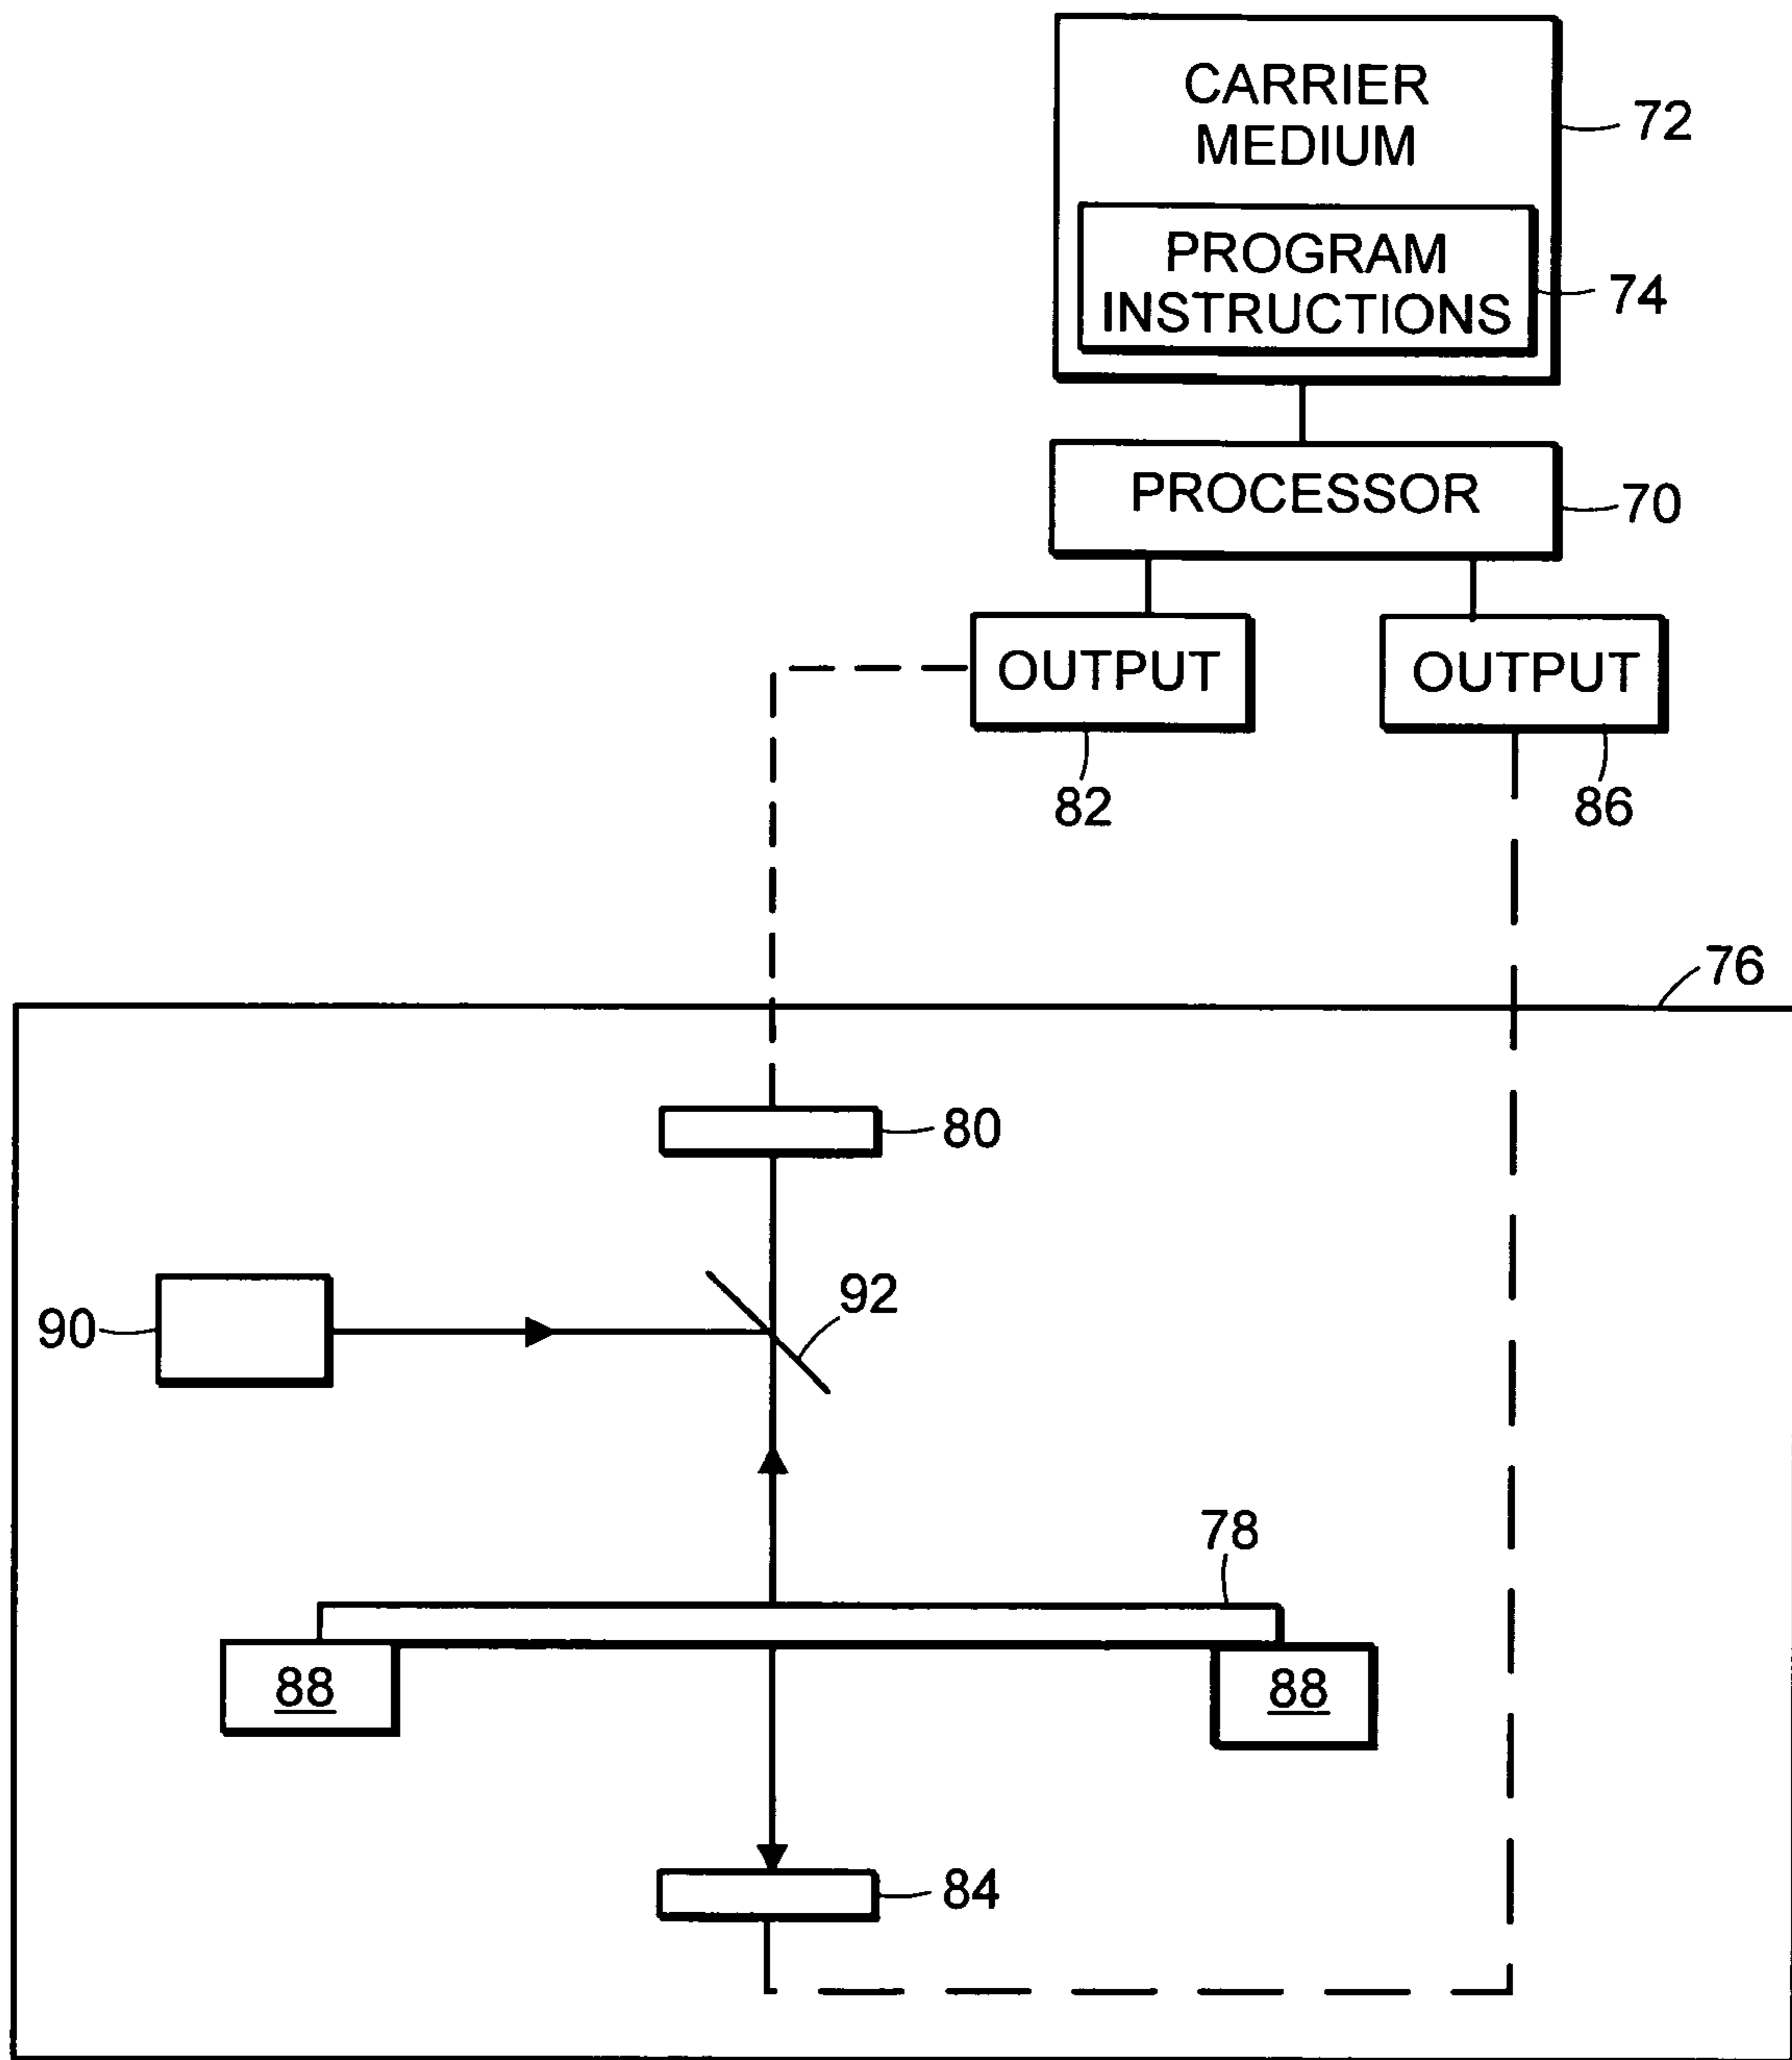 CARRIER
MEDIUM
72
PROGRAM
INSTRUCTIONS
74
PROCESSOR
70
OUTPUT
OUTPUT
82
86
76
80
92
90
78
88
88
84